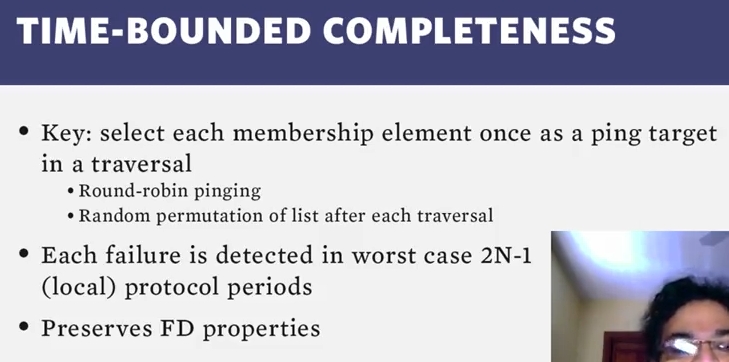 TIME-BOUNDED COMPLETENESS
• Key: select each membership element once as a ping target
in a traversal
• Round-robin pinging
• Random permutation of list after each traversal
• Each failure is detected in worst case 2N-1
(local) protocol periods
• Preserves FD properties